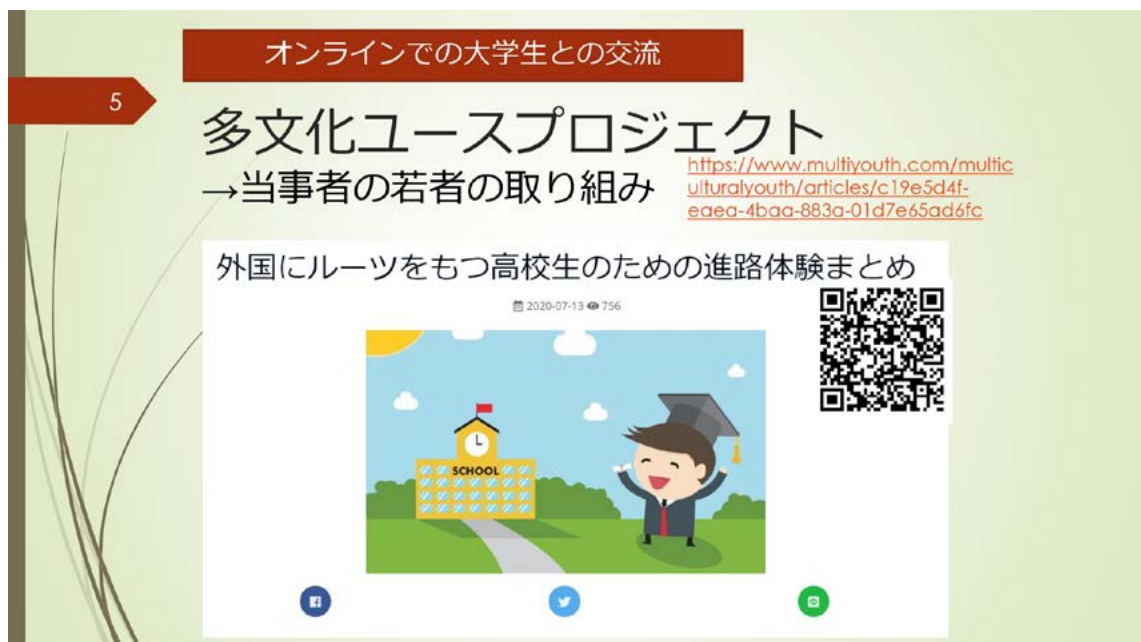 オンラインでの大学生との交流
5
多文化ユースプロジェクト
→当事者の若者の取り組み
https://www.multiyouth.com/multic
ulturalyouth/articles/c19e5d4f-
eaea-4baa-883a-01d7e65ad6fc
外国にルーツをもつ高校生のための進路体験まとめ
2020-07-13 756
SCHOOL